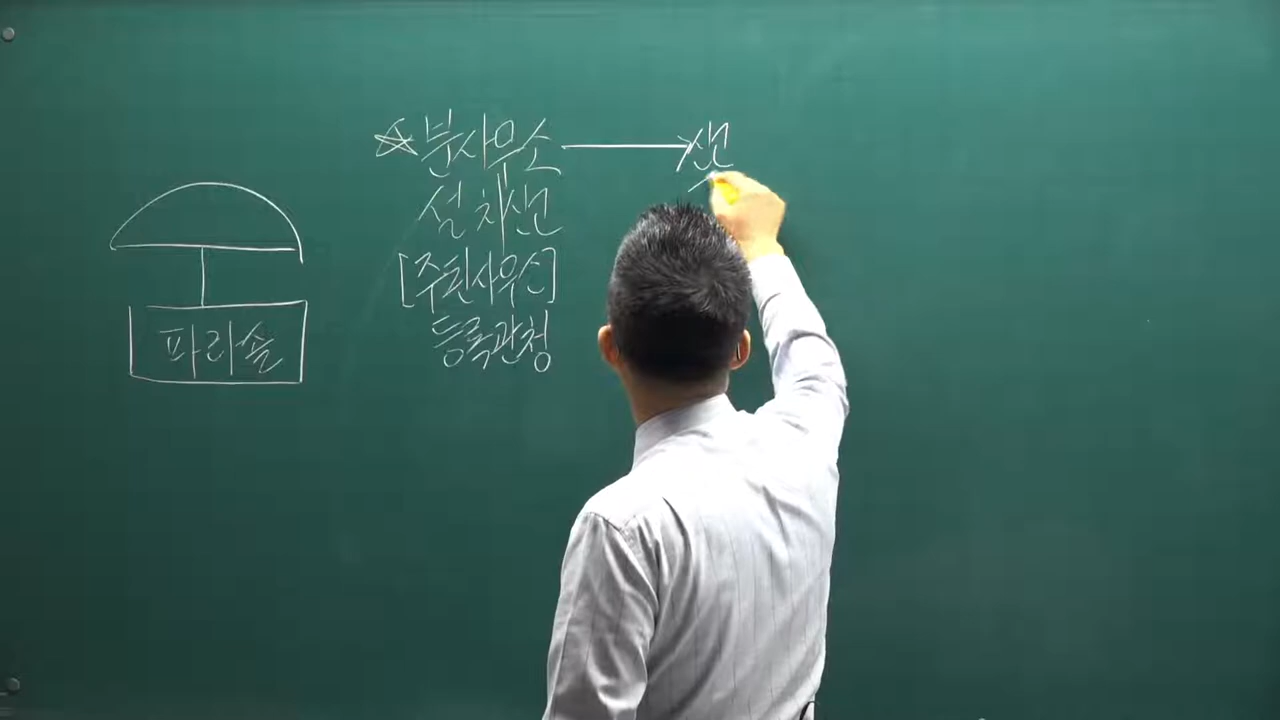 파라솔
☆분사무소 → 샌
설치신고
[주된사무소]
등록관청